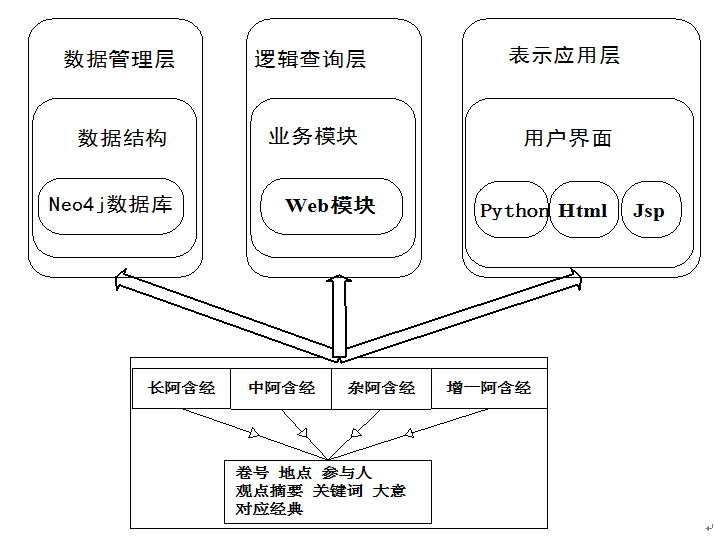 数据管理层
逻辑查询层
表示应用层
数据结构
业务模块
用户界面
Neo4j数据库
Web模块
Python
Html
Jsp
长阿含经
中阿含经
杂阿含经
增一阿含经
卷号 地点 参与人
观点摘要 关键词 大意
对应经典